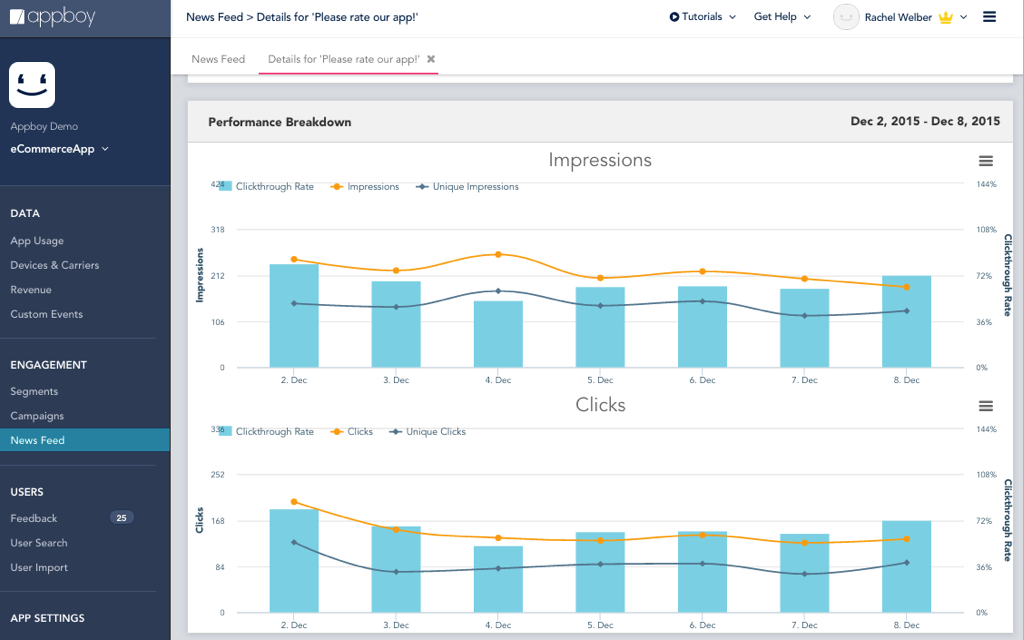 appboy
News Feed > Details for 'Please rate our app!'
Tutorials
Get Help
Rachel Welber
News Feed
Details for 'Please rate our app!'
Appboy Demo
eCommerceApp
DATA
App Usage
Devices & Carriers
Revenue
Custom Events
ENGAGEMENT
Segments
Campaigns
News Feed
USERS
Feedback 25
User Search
User Import
APP SETTINGS
Performance Breakdown
Dec 2, 2015 - Dec 8, 2015
Impressions
Clickthrough Rate Impressions Unique Impressions
424 144%
318 108%
212 72%
106 36%
0 0%
Impressions
Clickthrough Rate
2. Dec 3. Dec 4. Dec 5. Dec 6. Dec 7. Dec 8. Dec
Clicks
Clickthrough Rate Clicks Unique Clicks
336 144%
252 108%
168 72%
84 36%
0 0%
Clicks
Clickthrough Rate
2. Dec 3. Dec 4. Dec 5. Dec 6. Dec 7. Dec 8. Dec